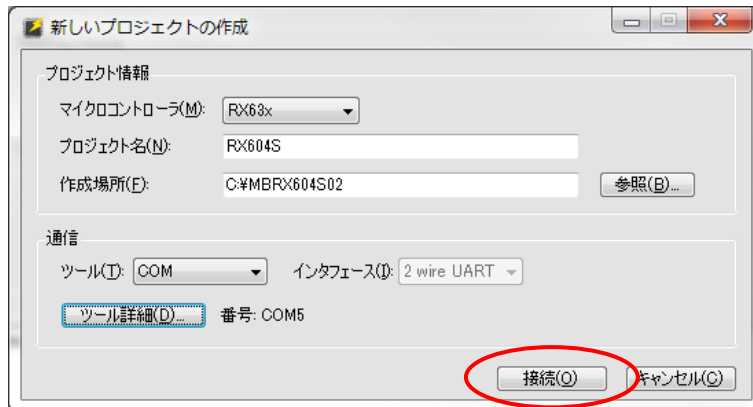 新しいプロジェクトの作成
プロジェクト情報
マイクロコントローラ(M): RX63x
プロジェクト名(N): RX604S
作成場所(F): C:¥MBRX604S02 参照(B)...
通信
ツール(T): COM インタフェース(I): 2 wire UART
ツール詳細(D)... 番号: COM5
接続(O) キャンセル(C)